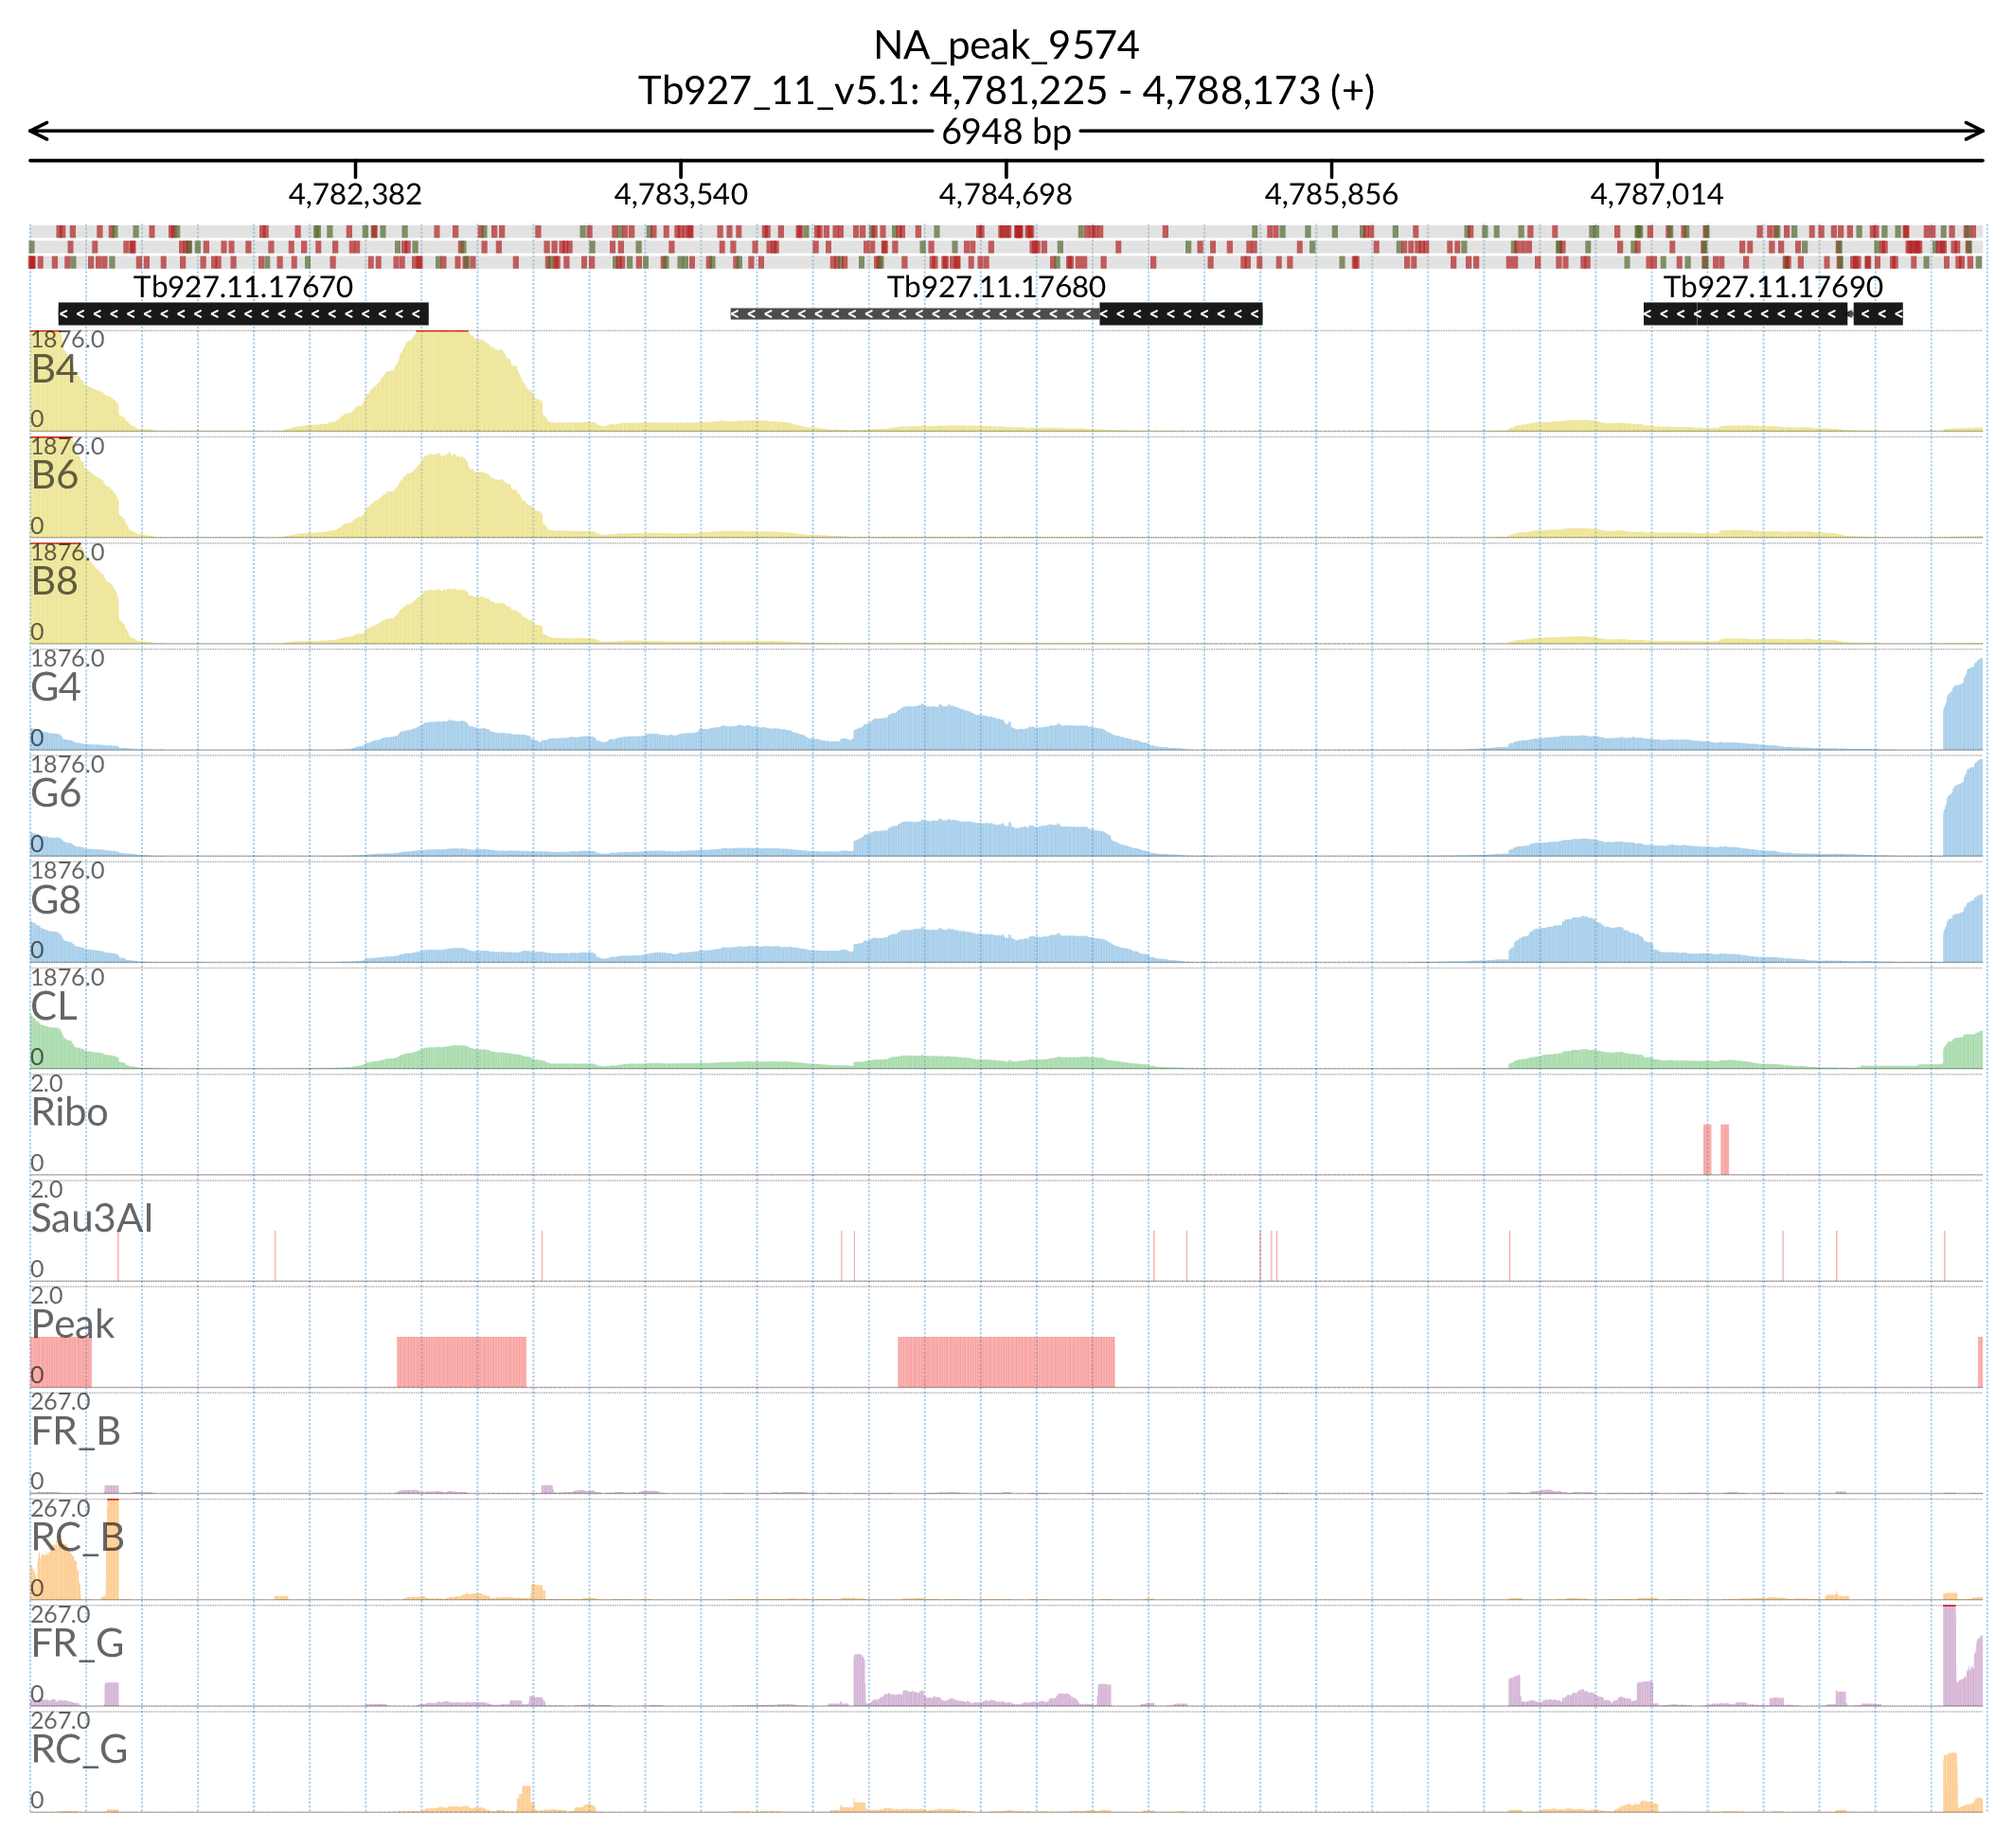 NA_peak_9574
Tb927_11_v5.1: 4,781,225 - 4,788,173 (+)
6948 bp
4,782,382 4,783,540 4,784,698 4,785,856 4,787,014
Tb927.11.17670 Tb927.11.17680 Tb927.11.17690
1876.0
B4
0
1876.0
B6
0
1876.0
B8
0
1876.0
G4
0
1876.0
G6
0
1876.0
G8
0
1876.0
CL
0
2.0
Ribo
0
2.0
Sau3AI
0
2.0
Peak
0
267.0
FR_B
0
267.0
RC_B
0
267.0
FR_G
0
267.0
RC_G
0